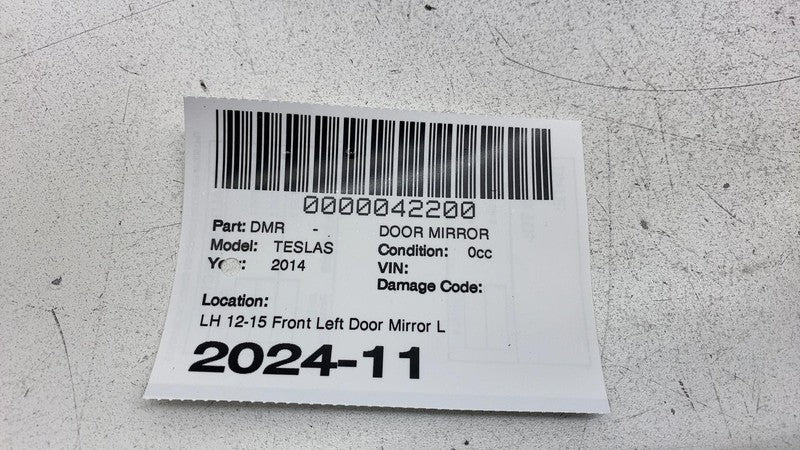 0000042200
Part: DMR - DOOR MIRROR
Model: TESLAS Condition: 0cc
Year: 2014 VIN:
Damage Code:
Location:
LH 12-15 Front Left Door Mirror L
2024-11